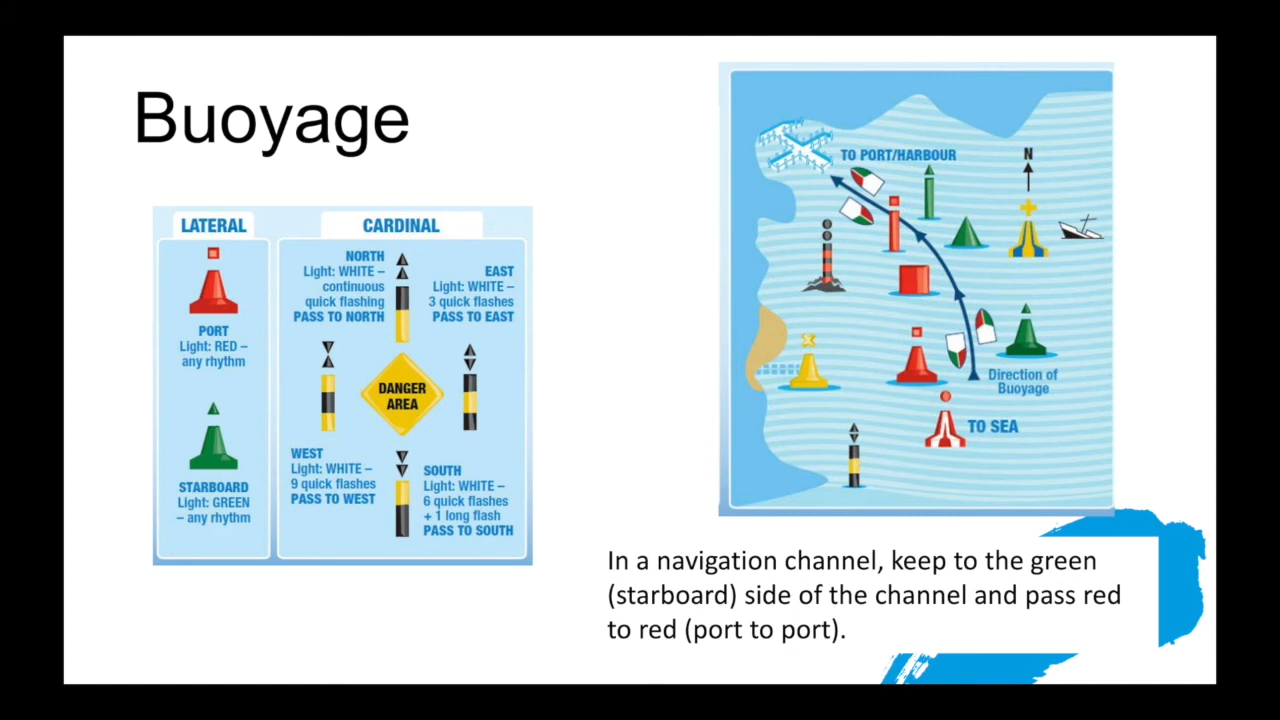 Buoyage
LATERAL
PORT
Light: RED –
any rhythm
STARBOARD
Light: GREEN
– any rhythm
CARDINAL
NORTH
Light: WHITE –
continuous
quick flashing
PASS TO NORTH
EAST
Light: WHITE –
3 quick flashes
PASS TO EAST
DANGER
AREA
WEST
Light: WHITE –
9 quick flashes
PASS TO WEST
SOUTH
Light: WHITE –
6 quick flashes
+ 1 long flash
PASS TO SOUTH
TO PORT/HARBOUR
N
Direction of
Buoyage
TO SEA
In a navigation channel, keep to the green
(starboard) side of the channel and pass red
to red (port to port).